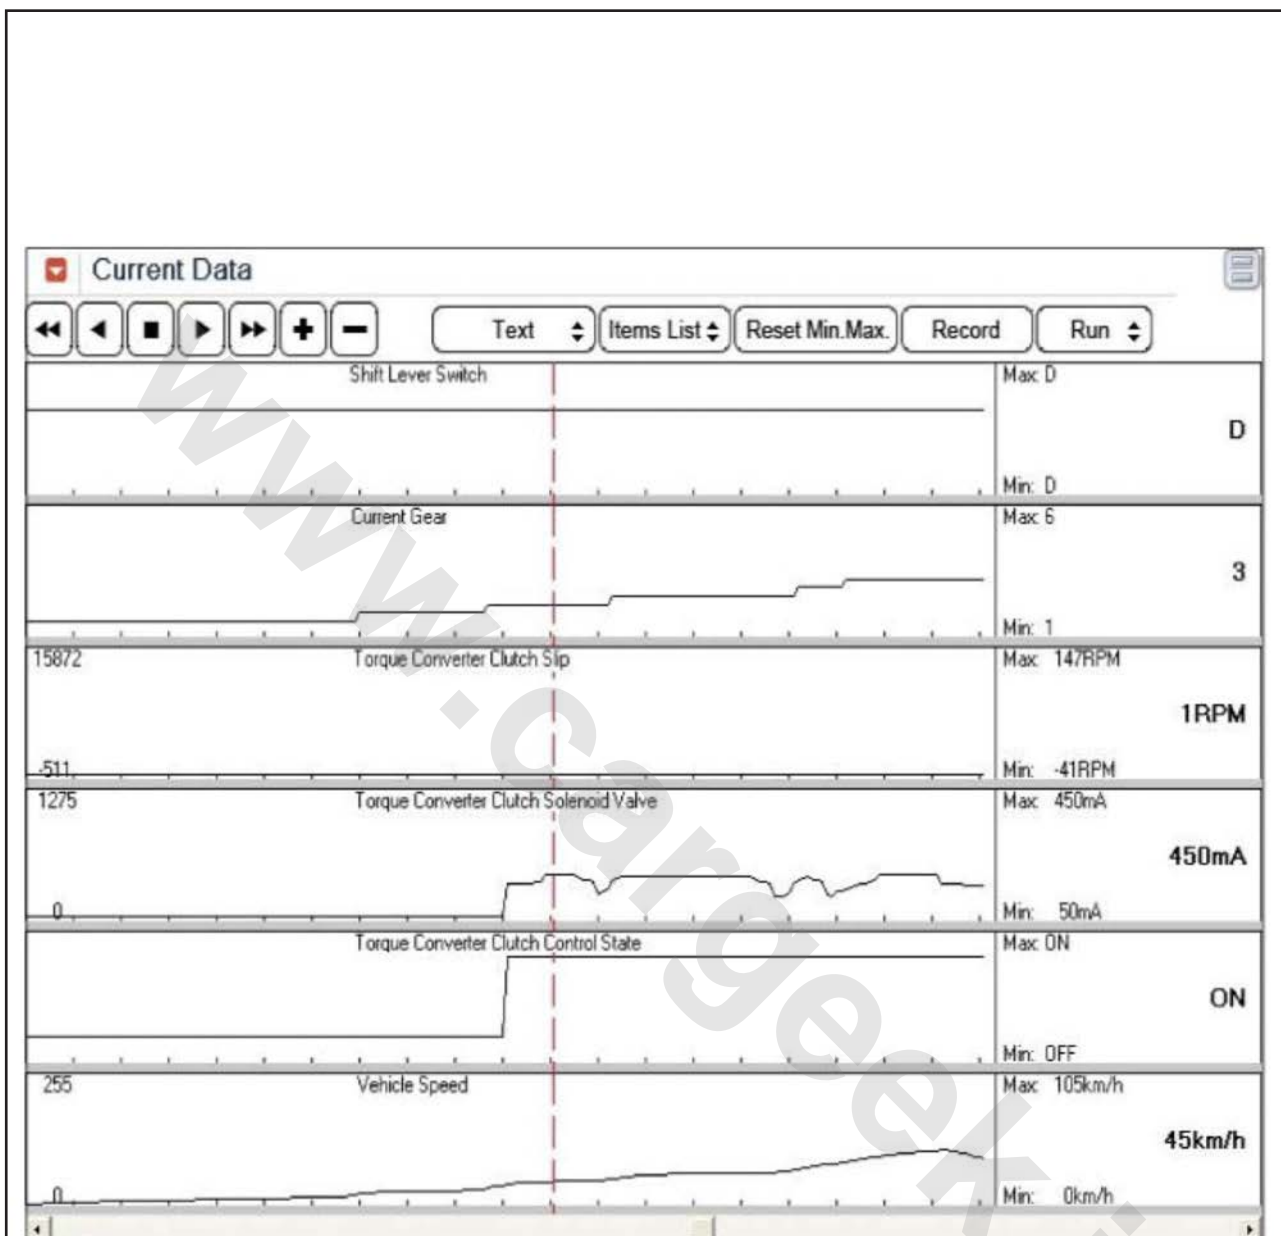 Current Data
Text Items List Reset Min.Max. Record Run
Shift Lever Switch
Max: D
D
Min: D
Current Gear
Max: 6
3
Min: 1
15872
Torque Converter Clutch Slip
Max: 147RPM
1RPM
-511
Min: -41RPM
1275
Torque Converter Clutch Solenoid Valve
Max: 450mA
450mA
0
Min: 50mA
Torque Converter Clutch Control State
Max: ON
ON
Min: OFF
255
Vehicle Speed
Max: 105km/h
45km/h
0
Min: 0km/h
www.cargeek